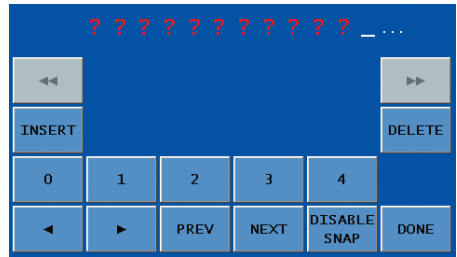 ? ? ? ? ? ? ? ? ? ? ? _ ...
◀◀ ▶▶
INSERT DELETE
0 1 2 3 4
◀ ▶ PREV NEXT DISABLE SNAP DONE